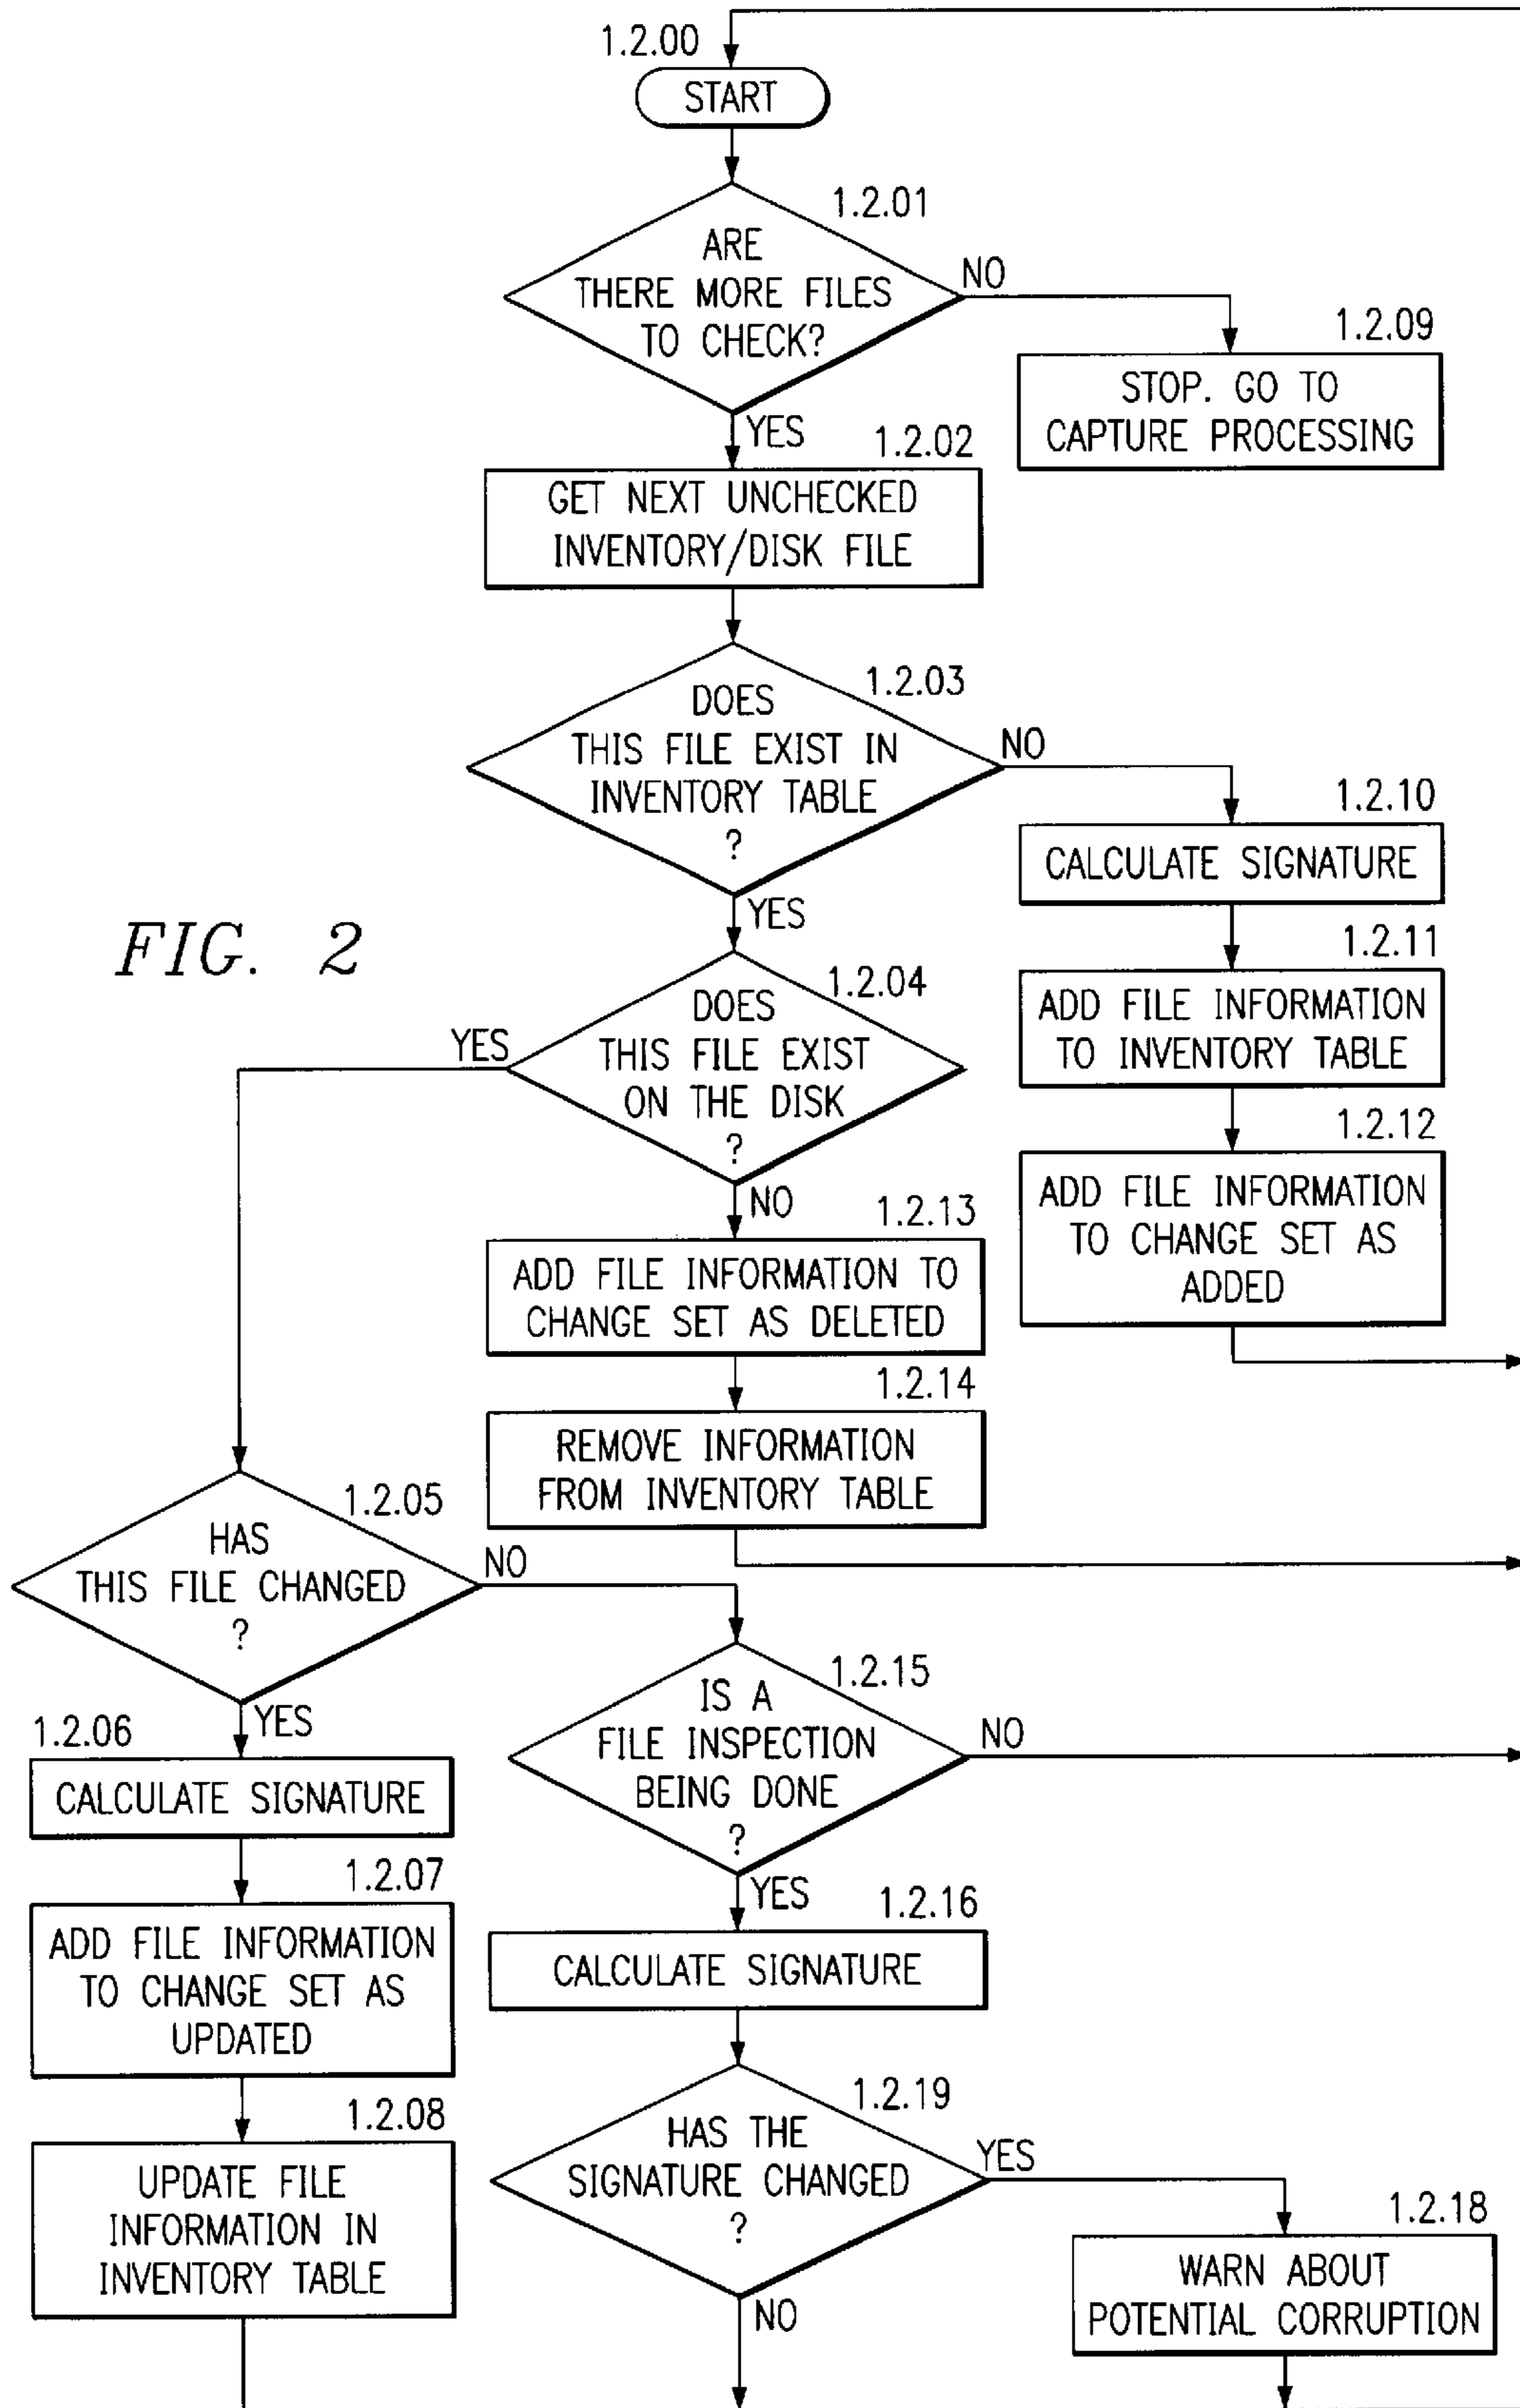 1.2.00
START
1.2.01
ARE
THERE MORE FILES
TO CHECK?
NO
1.2.09
STOP. GO TO
CAPTURE PROCESSING
YES
1.2.02
GET NEXT UNCHECKED
INVENTORY/DISK FILE
1.2.03
DOES
THIS FILE EXIST IN
INVENTORY TABLE
?
NO
1.2.10
CALCULATE SIGNATURE
YES
FIG. 2
1.2.11
ADD FILE INFORMATION
TO INVENTORY TABLE
1.2.04
DOES
THIS FILE EXIST
ON THE DISK
?
YES
1.2.12
ADD FILE INFORMATION
TO CHANGE SET AS
ADDED
NO
1.2.13
ADD FILE INFORMATION TO
CHANGE SET AS DELETED
1.2.14
REMOVE INFORMATION
FROM INVENTORY TABLE
1.2.05
HAS
THIS FILE CHANGED
?
NO
1.2.15
IS A
FILE INSPECTION
BEING DONE
?
NO
YES
1.2.06
CALCULATE SIGNATURE
1.2.07
ADD FILE INFORMATION
TO CHANGE SET AS
UPDATED
YES
1.2.16
CALCULATE SIGNATURE
1.2.08
UPDATE FILE
INFORMATION IN
INVENTORY TABLE
1.2.19
HAS THE
SIGNATURE CHANGED
?
YES
1.2.18
WARN ABOUT
POTENTIAL CORRUPTION
NO